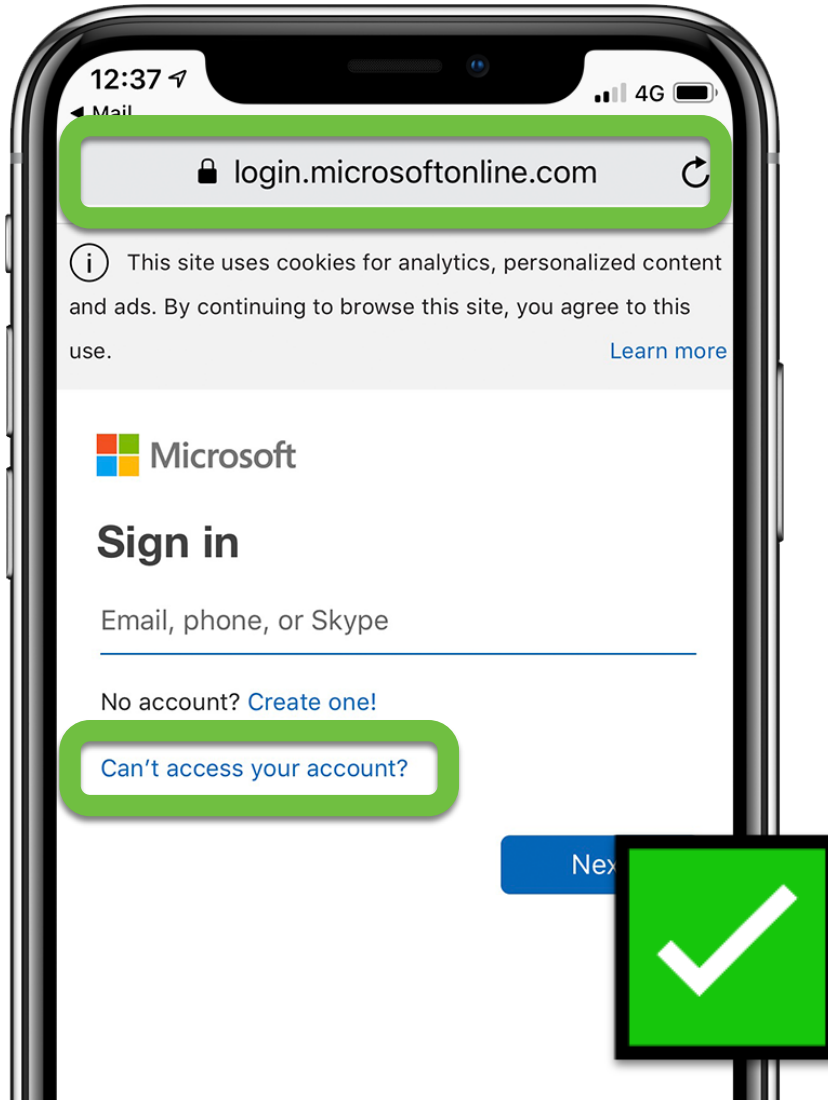 12:37
4G
◀ Mail
login.microsoftonline.com
This site uses cookies for analytics, personalized content
and ads. By continuing to browse this site, you agree to this
use. Learn more
Microsoft
Sign in
Email, phone, or Skype
No account? Create one!
Can't access your account?